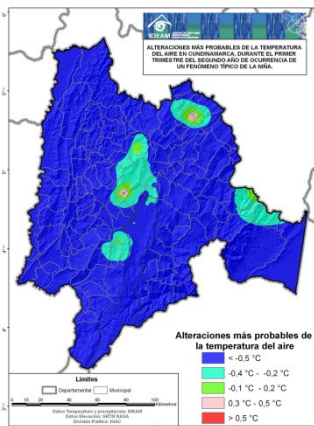 IDEAM
ALTERACIONES MÁS PROBABLES DE LA TEMPERATURA
DEL AIRE EN CUNDINAMARCA, DURANTE EL PRIMER
TRIMESTRE DEL SEGUNDO AÑO DE OCURRENCIA DE
UN FENÓMENO TÍPICO DE LA NIÑA.
Alteraciones más probables de
la temperatura del aire
< -0,5 °C
-0,4 °C - -0,2 °C
-0,1 °C - 0,2 °C
0,3 °C - 0,5 °C
> 0,5 °C
Límites
Departamental Municipal
Kilómetros
Datos Temperatura y precipitación: IDEAM
Datos Elevación: SRTM NASA
División Política: IGAC